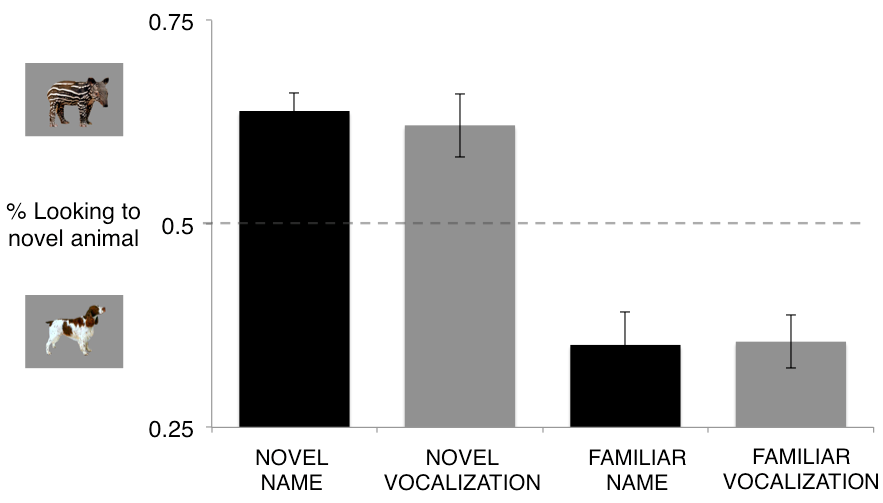 0.75
% Looking to
novel animal
0.5
0.25
NOVEL
NAME
NOVEL
VOCALIZATION
FAMILIAR
NAME
FAMILIAR
VOCALIZATION